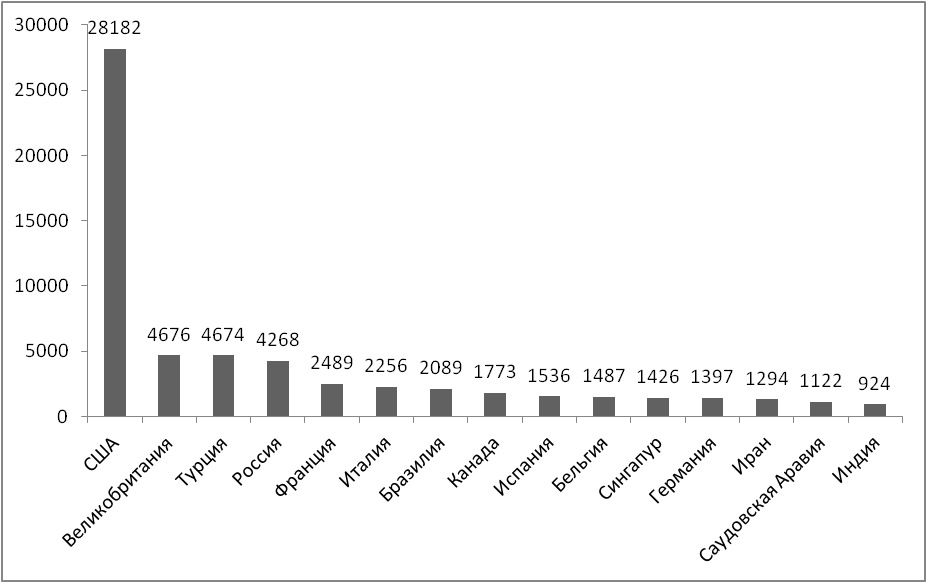 30000
25000
20000
15000
10000
5000
0
28182
4676
4674
4268
2489
2256
2089
1773
1536
1487
1426
1397
1294
1122
924
США
Великобритания
Турция
Россия
Франция
Италия
Бразилия
Канада
Испания
Бельгия
Сингапур
Германия
Иран
Саудовская Аравия
Индия